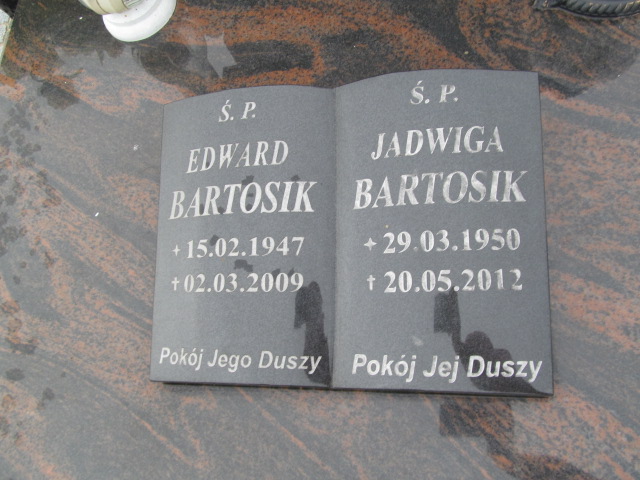 Ś. P.
EDWARD
BARTOSIK
+ 15.02.1947
† 02.03.2009
Pokój Jego Duszy
Ś. P.
JADWIGA
BARTOSIK
+ 29.03.1950
† 20.05.2012
Pokój Jej Duszy